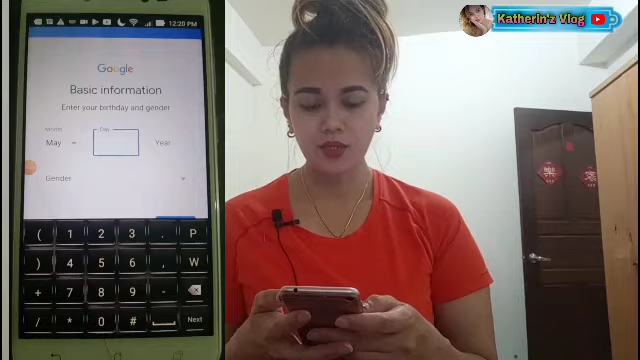 12:20 PM
Google
Basic information
Enter your birthday and gender
Month
May
Day
Year
Gender
( 1 2 3 . P
) 4 5 6 , W
+ 7 8 9 -
/ * 0 # Next
Katherin'z Vlog
樂